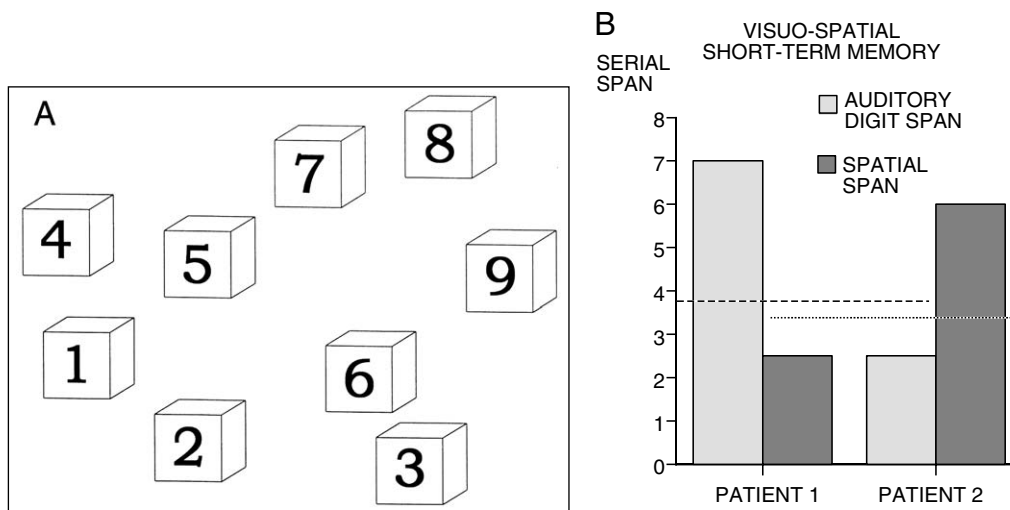 A
8
7
4
5
9
1
6
2
3
B
VISUO-SPATIAL
SHORT-TERM MEMORY
SERIAL
SPAN
AUDITORY
DIGIT SPAN
SPATIAL
SPAN
8
7
6
5
4
3
2
1
0
PATIENT 1
PATIENT 2